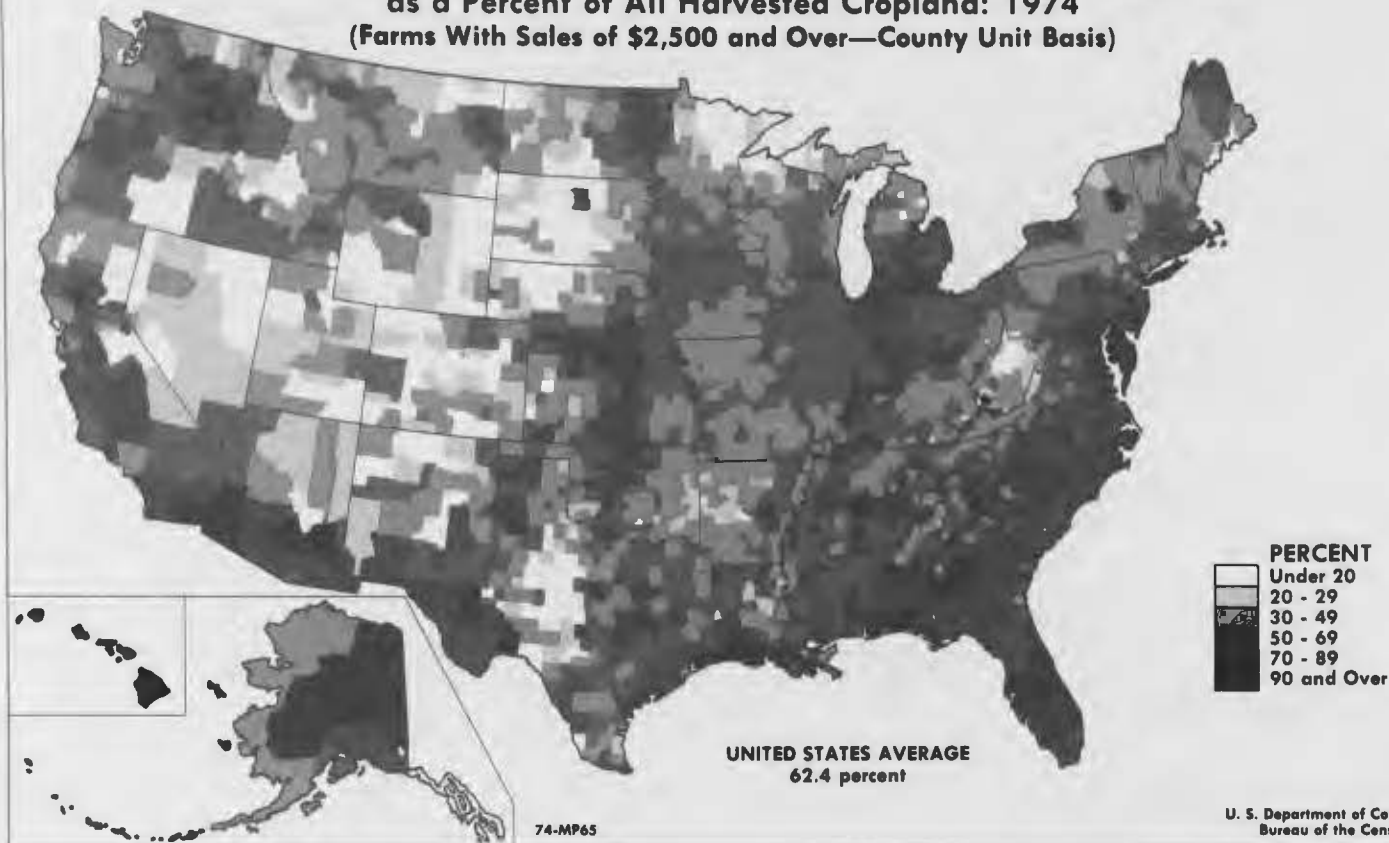 as a Percent of All Harvested Cropland: 1974
(Farms With Sales of $2,500 and Over—County Unit Basis)
PERCENT
Under 20
20 - 29
30 - 49
50 - 69
70 - 89
90 and Over
UNITED STATES AVERAGE
62.4 percent
74-MP65
U. S. Department of Co
Bureau of the Cens